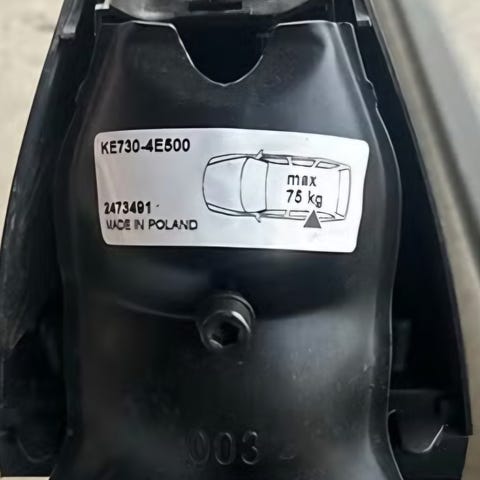 KE730-4E500
max
75 kg
2473491
MADE IN POLAND
003